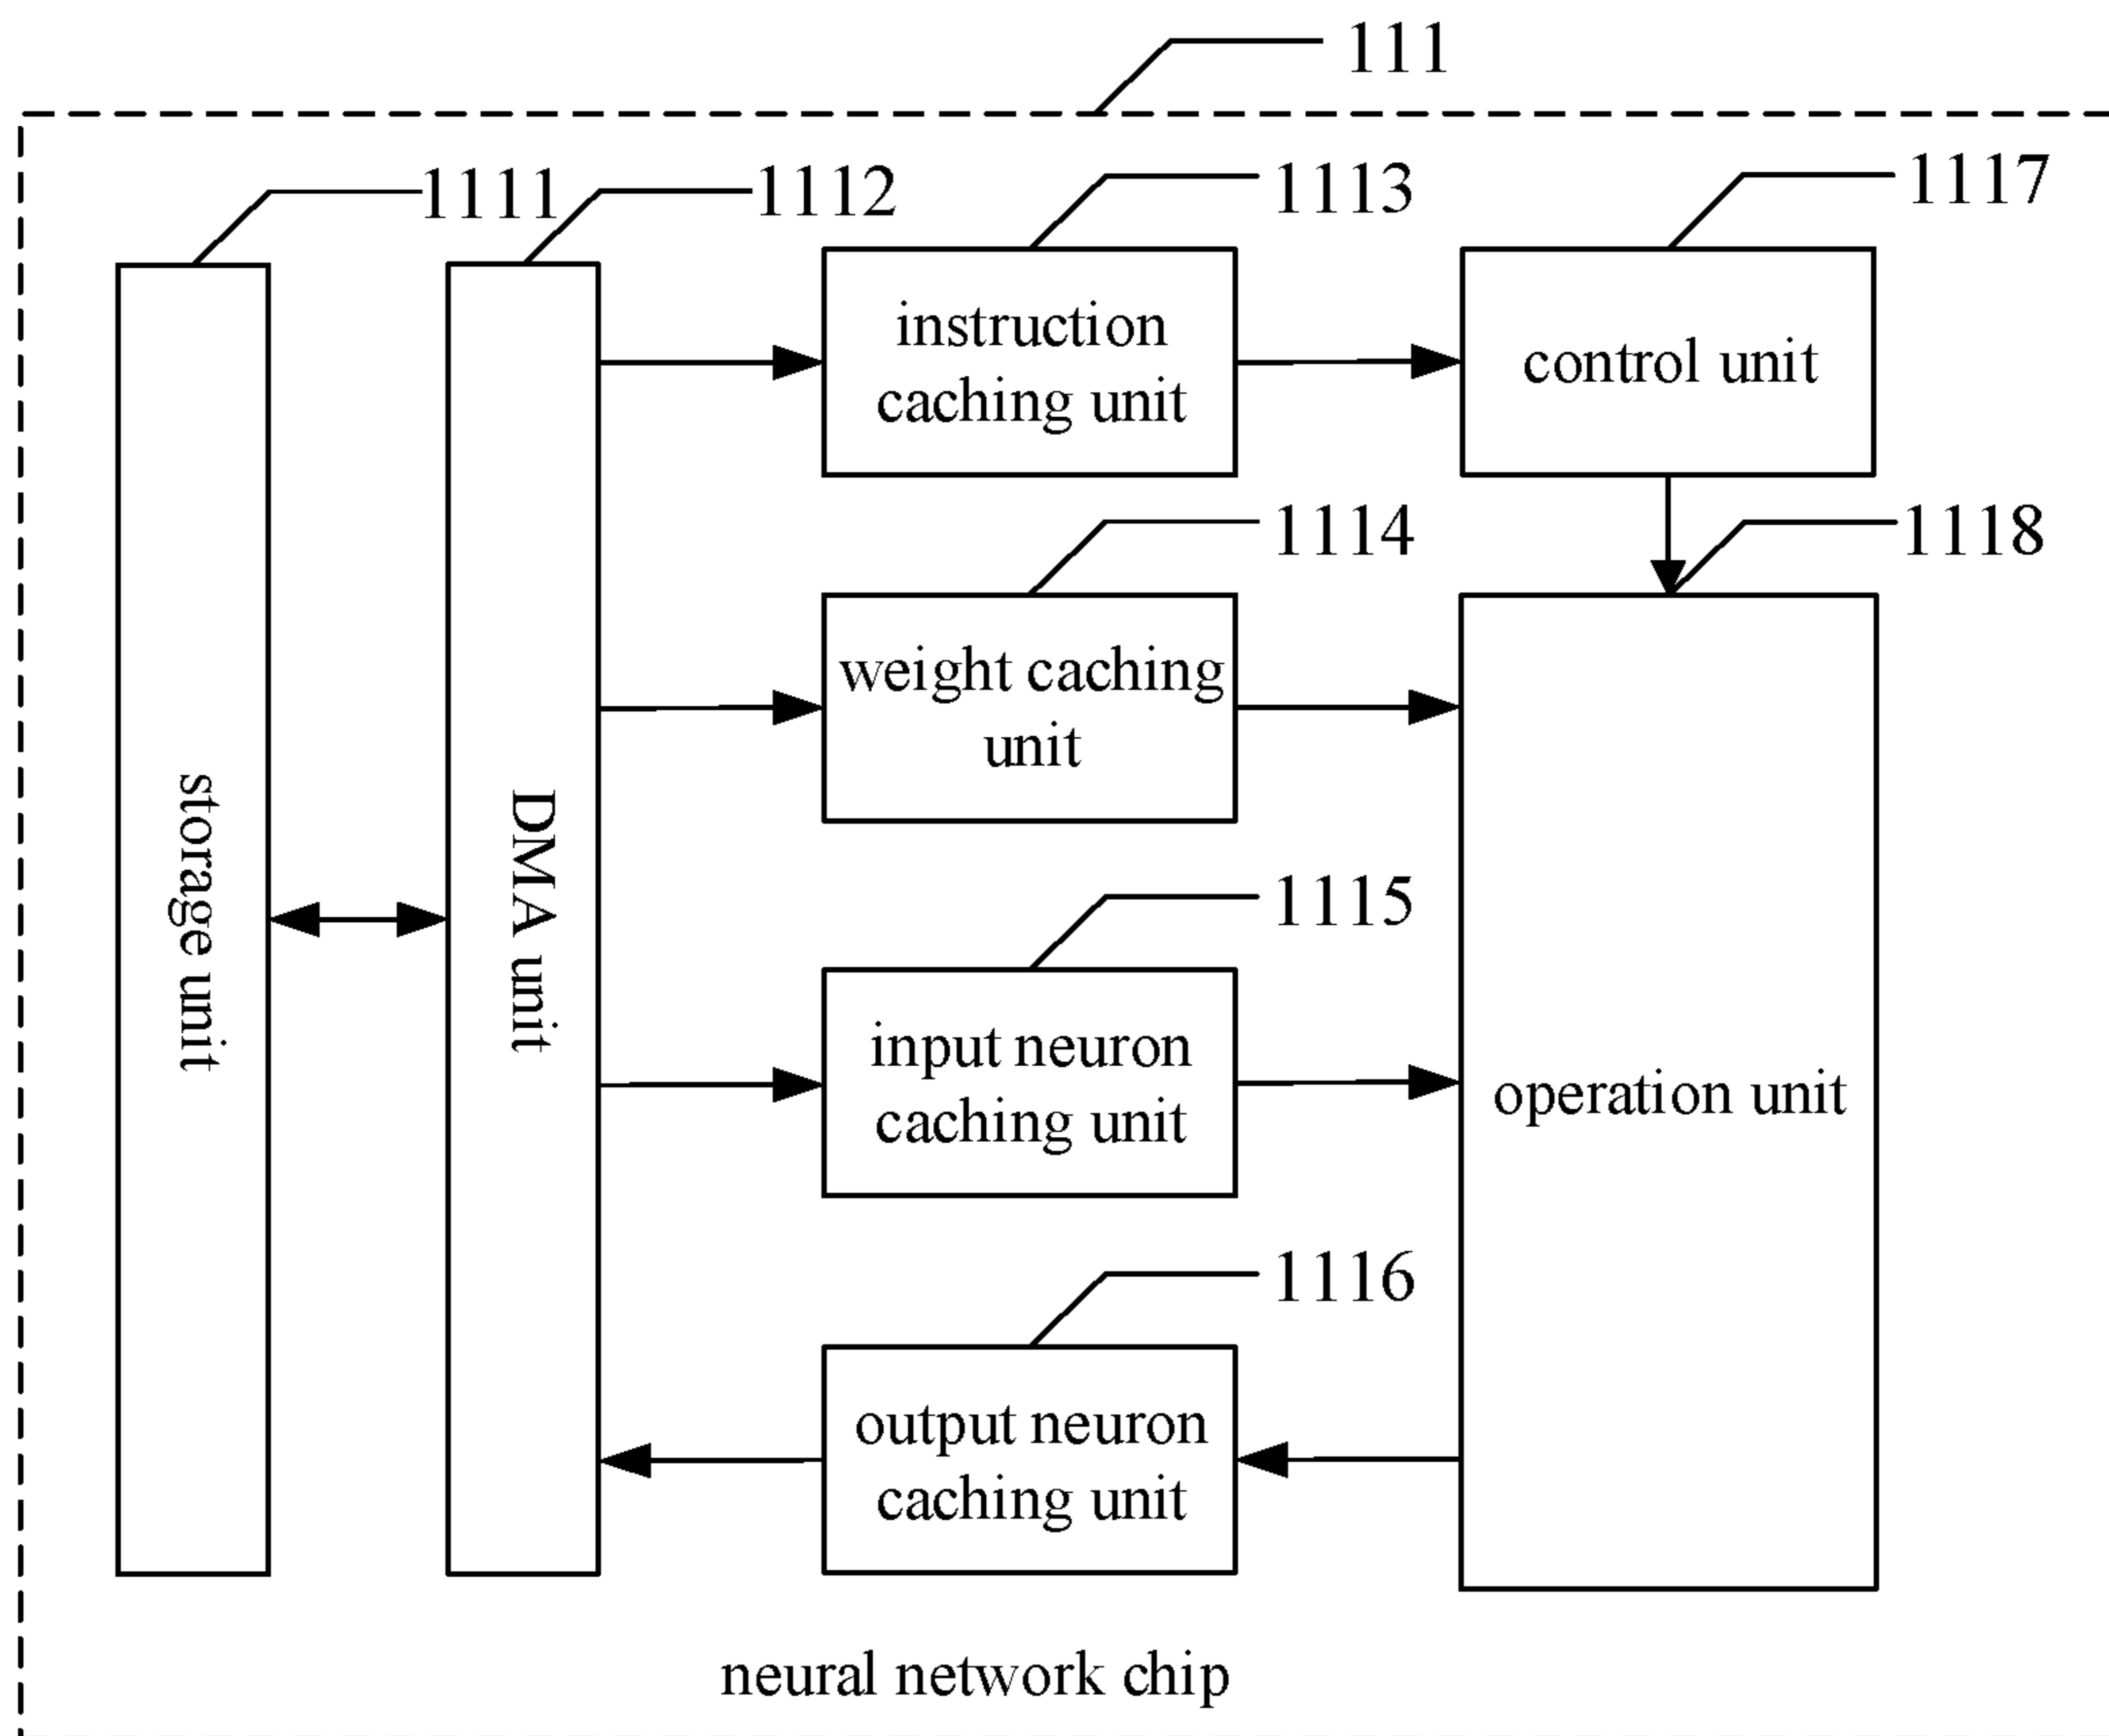 111
1111
1112
1113
1117
instruction
caching unit
control unit
1114
1118
weight caching
unit
storage unit
DMA unit
1115
input neuron
caching unit
operation unit
1116
output neuron
caching unit
neural network chip